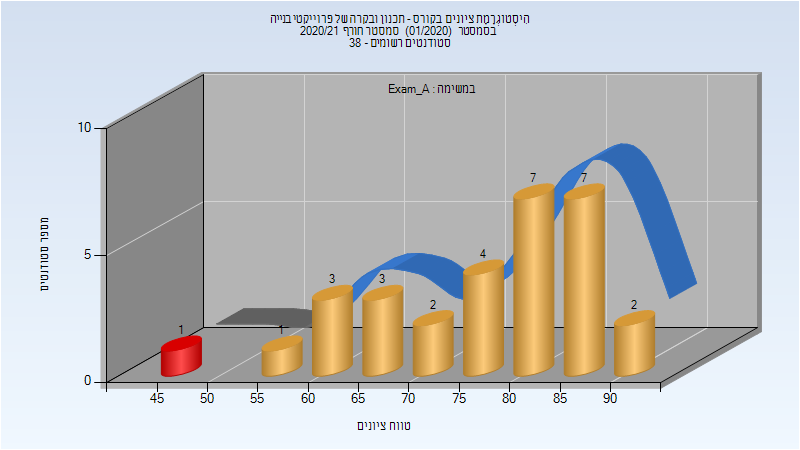 היסטוגרמת ציונים בקורס - תכנון ובקרה של פרוייקטי בנייה
בסמסטר (01/2020) סמסטר חורף 2020/21
סטודנטים רשומים - 38
במשימה : Exam_A
מספר סטודנטים
10
5
0
1
1
3
3
2
4
7
7
2
45 50 55 60 65 70 75 80 85 90
טווח ציונים